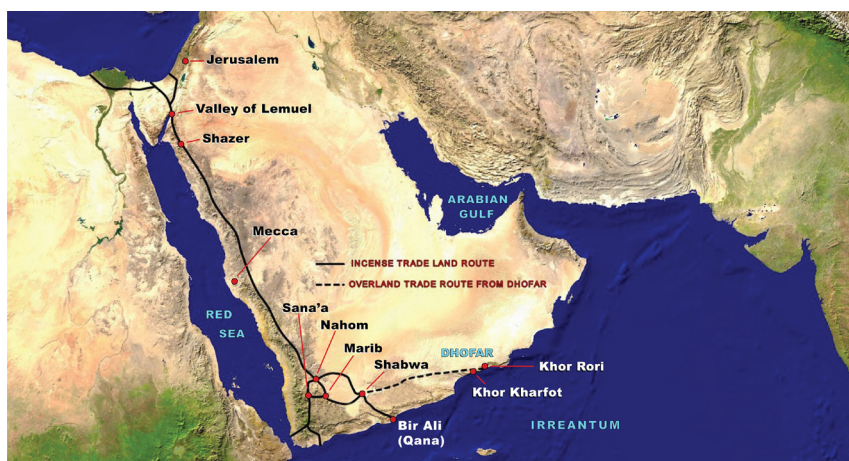 Jerusalem
Valley of Lemuel
Shazer
ARABIAN
GULF
Mecca
INCENSE TRADE LAND ROUTE
OVERLAND TRADE ROUTE FROM DHOFAR
RED
SEA
Sana'a
Nahom
Marib
DHOFAR
Shabwa
Khor Rori
Khor Kharfot
Bir Ali
(Qana)
IRREANTUM